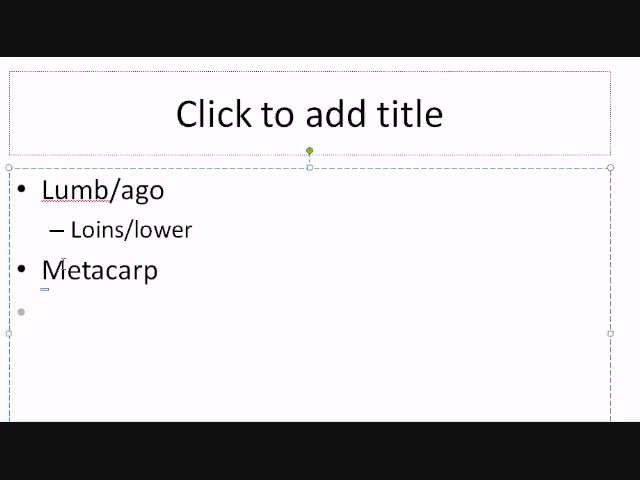 Click to add title
• Lumb/ago
– Loins/lower
• Metacarp